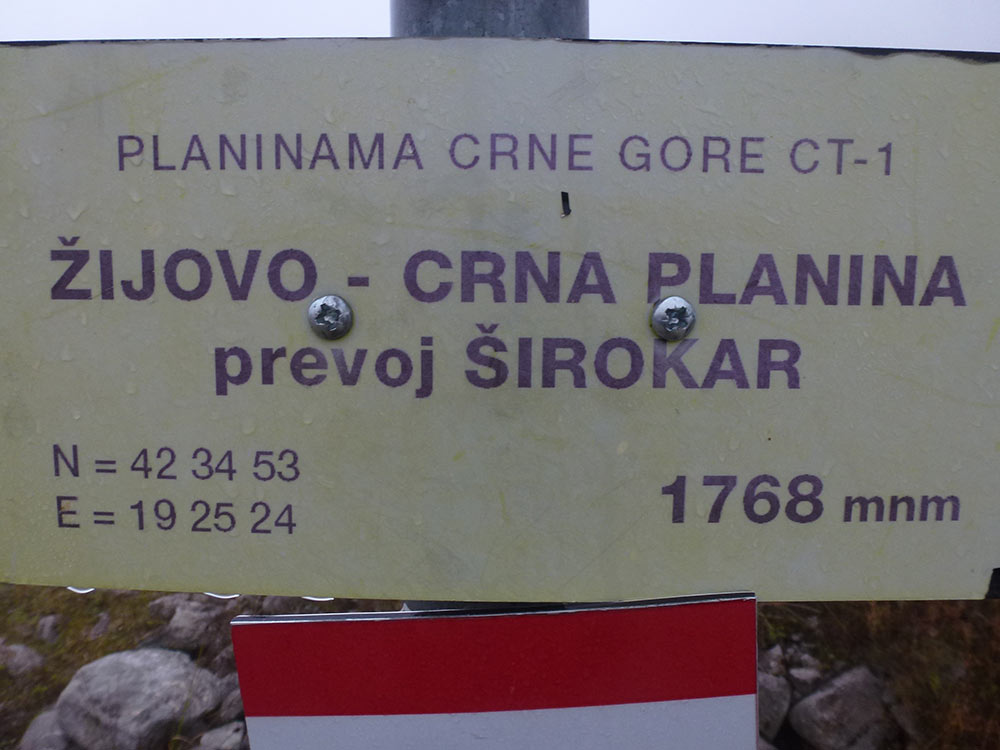 PLANINAMA CRNE GORE CT-1
ŽIJOVO - CRNA PLANINA
prevoj ŠIROKAR
N = 42 34 53
E = 19 25 24
1768 mnm